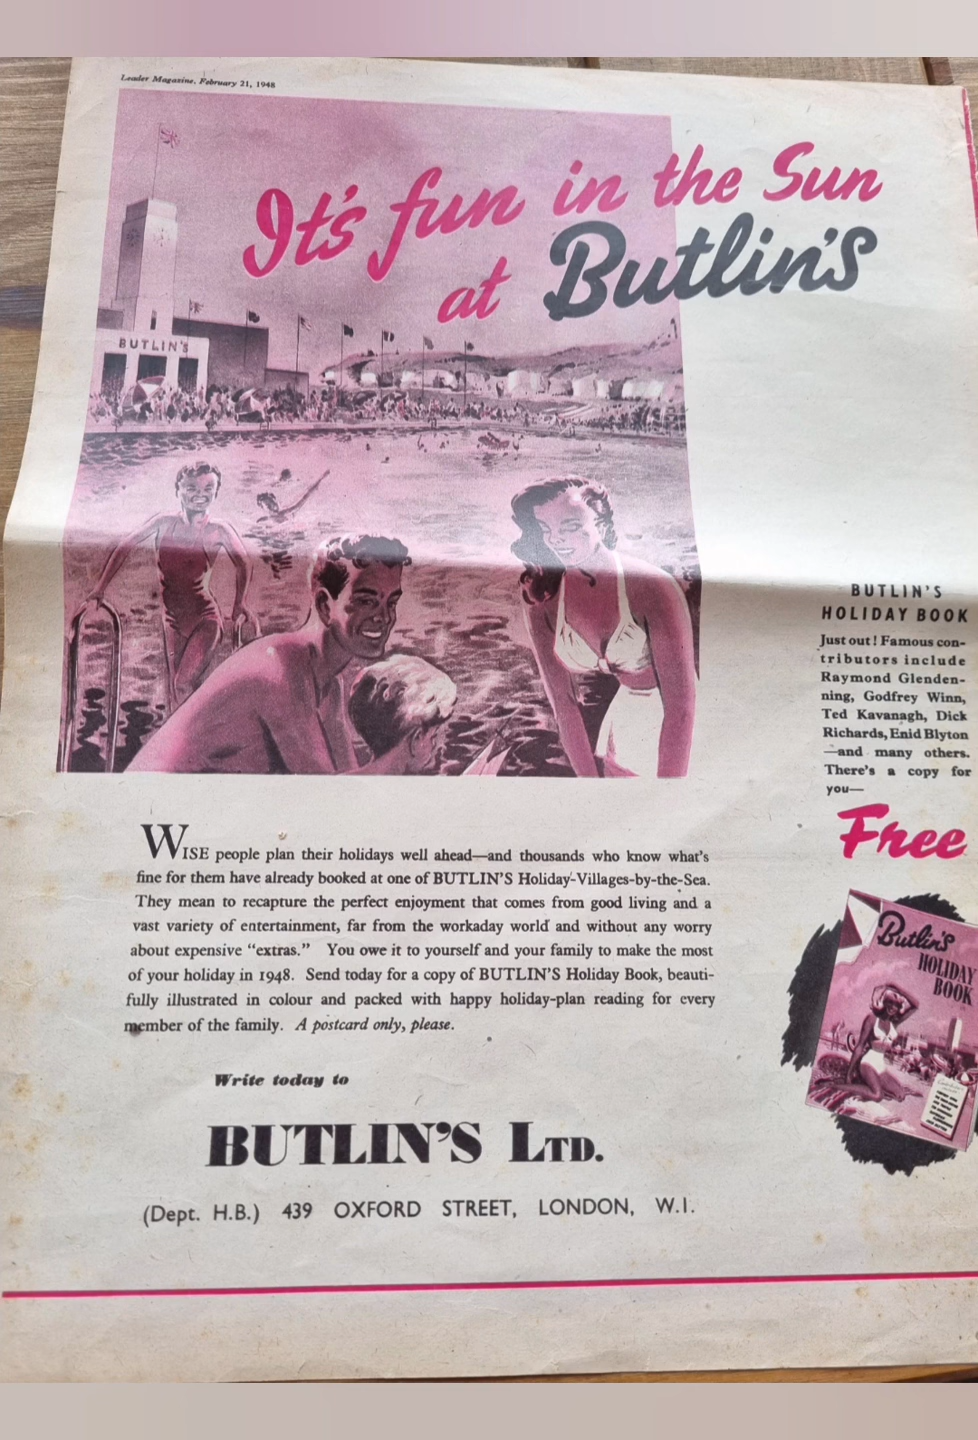 Leader Magazine, February 21, 1948
It's fun in the Sun
at Butlin's
BUTLIN'S
BUTLIN'S
HOLIDAY BOOK
Just out! Famous con-
tributors include
Raymond Glenden-
ning, Godfrey Winn,
Ted Kavanagh, Dick
Richards, Enid Blyton
—and many others.
There's a copy for
you—
Free
Butlin's
HOLIDAY
BOOK
WISE people plan their holidays well ahead—and thousands who know what's
fine for them have already booked at one of BUTLIN'S Holiday-Villages-by-the-Sea.
They mean to recapture the perfect enjoyment that comes from good living and a
vast variety of entertainment, far from the workaday world and without any worry
about expensive “extras.” You owe it to yourself and your family to make the most
of your holiday in 1948. Send today for a copy of BUTLIN'S Holiday Book, beauti-
fully illustrated in colour and packed with happy holiday-plan reading for every
member of the family. A postcard only, please.
Write today to
BUTLIN'S LTD.
(Dept. H.B.) 439 OXFORD STREET, LONDON, W.I.